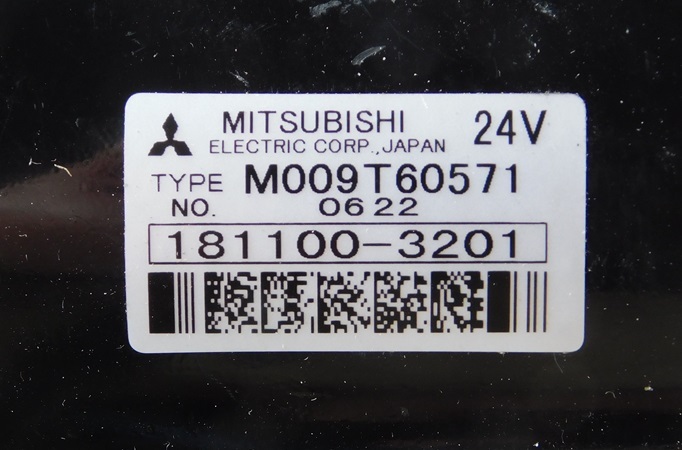 MITSUBISHI 24V
ELECTRIC CORP., JAPAN
TYPE M009T60571
NO. 0622
181100-3201